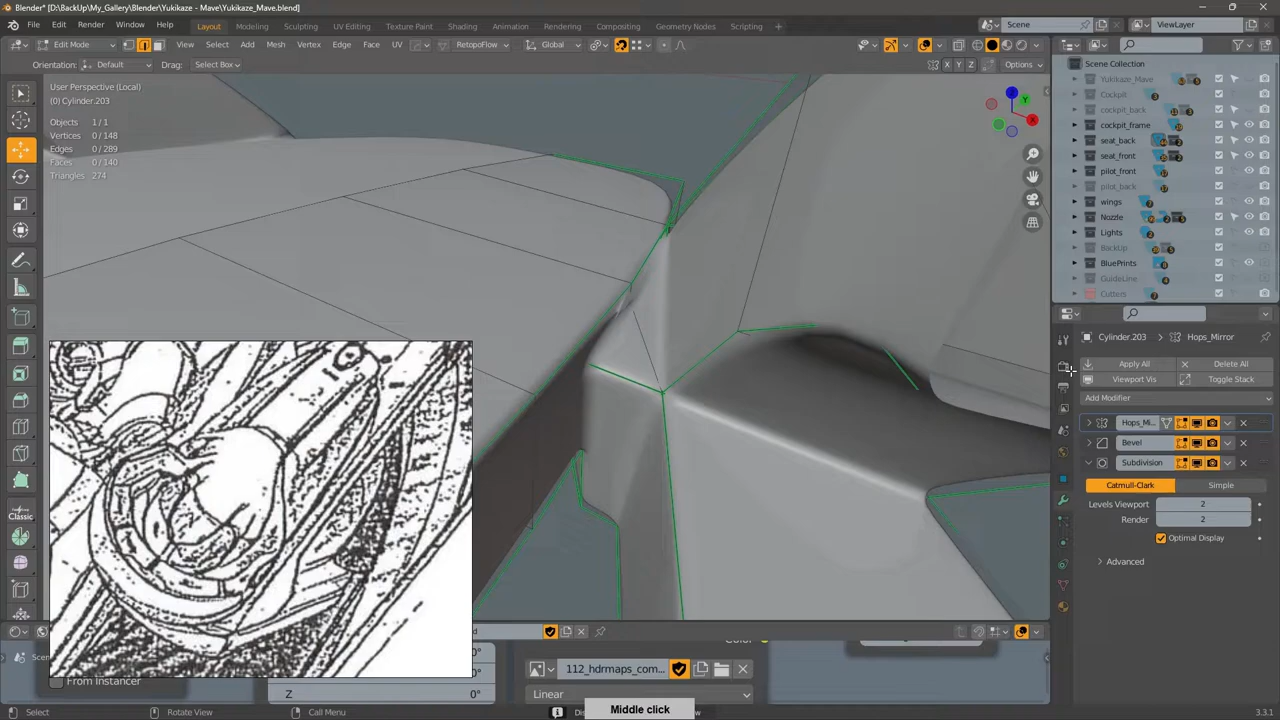 Blender* [D:\BackUp\My_Gallery\Blender\Yukikaze - Mave\Yukikaze_Mave.blend]
File Edit Render Window Help
Layout Modeling Sculpting UV Editing Texture Paint Shading Animation Rendering Compositing Geometry Nodes Scripting +
Scene
ViewLayer
Edit Mode
View Select Add Mesh Vertex Edge Face UV
RetopoFlow
Global
Orientation: Default Drag: Select Box
X Y Z Options
User Perspective (Local)
(0) Cylinder.203
Objects 1/1
Vertices 0/148
Edges 0/289
Faces 0/140
Triangles 274
Classic
Scene Collection
Yukikaze_Mave
Cockpit
cockpit_back
cockpit_frame
seat_back
seat_front
pilot_front
pilot_back
wings
Nozzle
Lights
BackUp
BluePrints
GuideLine
Cutters
Cylinder.203 > Hops_Mirror
Apply All Delete All
Viewport Vis Toggle Stack
Add Modifier
Hops_Mi...
Bevel
Subdivision
Catmull-Clark Simple
Levels Viewport 2
Render 2
Optimal Display
Advanced
From Instancer
Z 0°
112_hdrmaps_com...
Linear
Middle click
Select Rotate View Call Menu
3.3.1